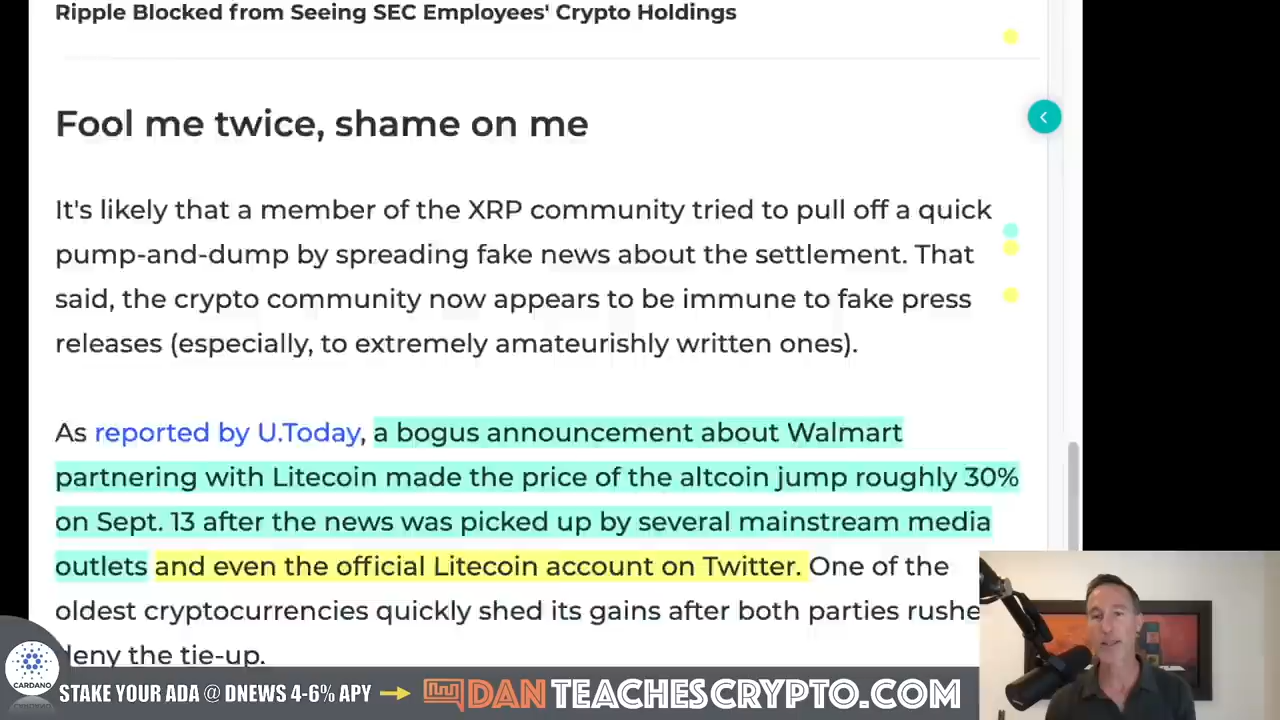 Ripple Blocked from Seeing SEC Employees' Crypto Holdings
Fool me twice, shame on me
It's likely that a member of the XRP community tried to pull off a quick
pump-and-dump by spreading fake news about the settlement. That
said, the crypto community now appears to be immune to fake press
releases (especially, to extremely amateurishly written ones).
As reported by U.Today, a bogus announcement about Walmart
partnering with Litecoin made the price of the altcoin jump roughly 30%
on Sept. 13 after the news was picked up by several mainstream media
outlets and even the official Litecoin account on Twitter. One of the
oldest cryptocurrencies quickly shed its gains after both parties rushe
deny the tie-up.
CARDANO
STAKE YOUR ADA @ DNEWS 4-6% APY
DANTEACHESCRYPTO.COM